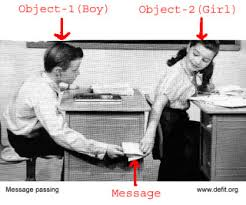 Object-1(Boy) Object-2(Girl)
Message passing
Message
www.defit.org